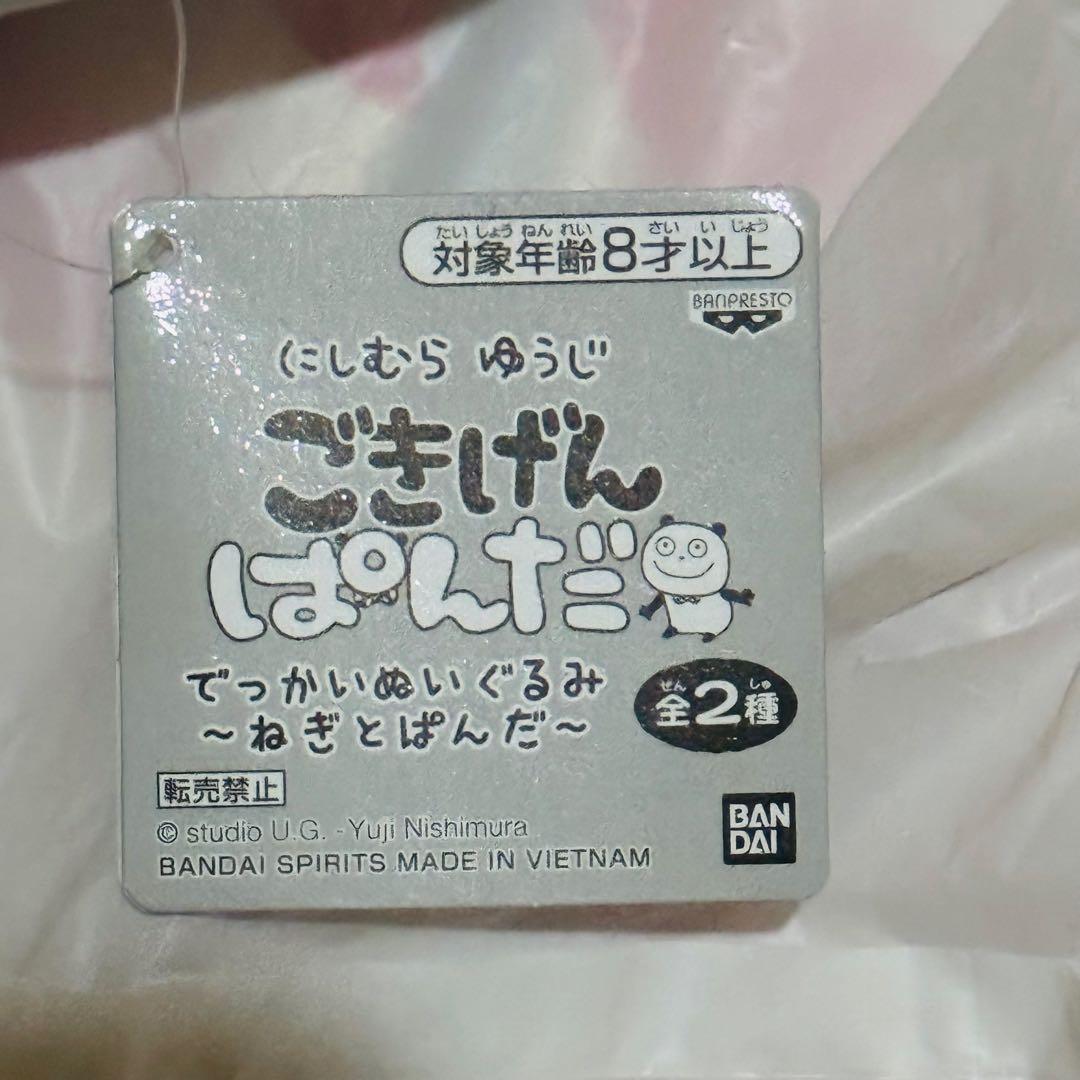 たいしょうねんれい さいいじょう
対象年齢8才以上
BANPRESTO
にしむら ゆうじ
ごきげん
ぱんだ
でっかいぬいぐるみ
～ねぎとぱんだ～
ぜん しゅ
全2種
転売禁止
© studio U.G. - Yuji Nishimura
BANDAI SPIRITS MADE IN VIETNAM
BAN
DAI